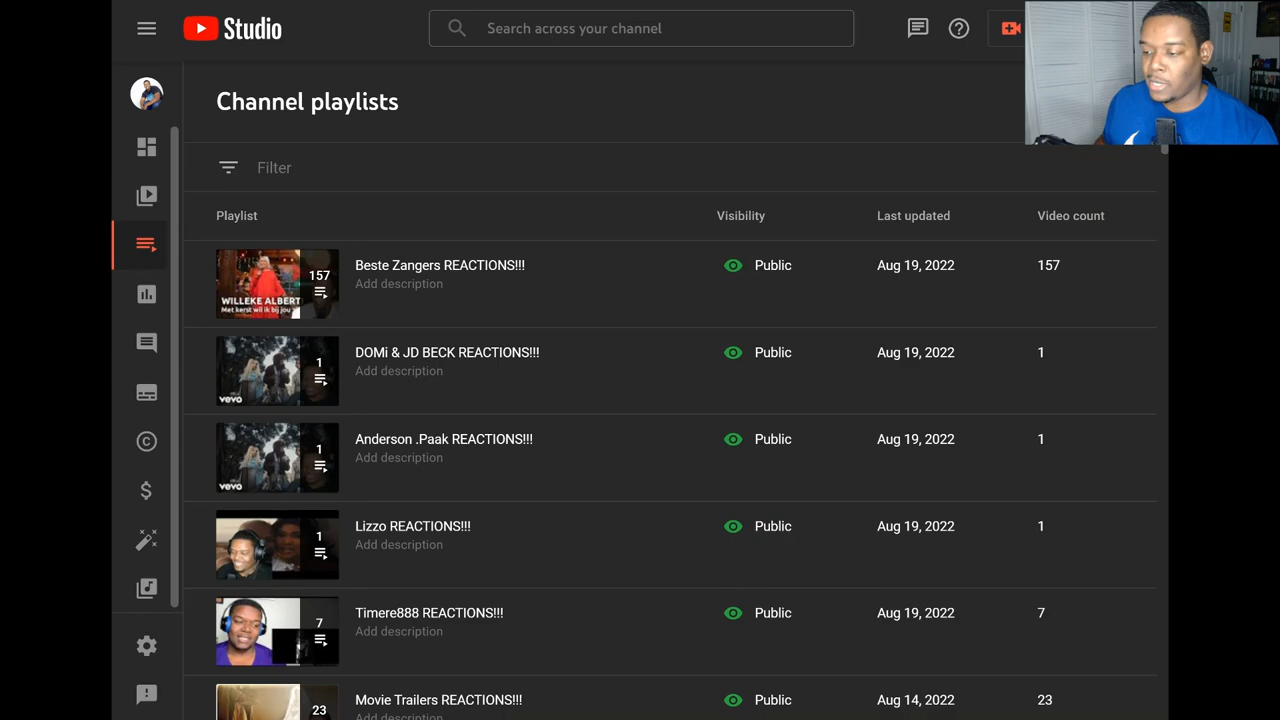 Studio
Search across your channel
Channel playlists
Filter
Playlist
Visibility
Last updated
Video count
157
WILLEKE ALBERT
Met kerst wil ik bij jou
Beste Zangers REACTIONS!!!
Add description
Public
Aug 19, 2022
157
1
vevo
DOMi & JD BECK REACTIONS!!!
Add description
Public
Aug 19, 2022
1
1
vevo
Anderson .Paak REACTIONS!!!
Add description
Public
Aug 19, 2022
1
1
Lizzo REACTIONS!!!
Add description
Public
Aug 19, 2022
1
7
Timere888 REACTIONS!!!
Add description
Public
Aug 19, 2022
7
23
Movie Trailers REACTIONS!!!
Add description
Public
Aug 14, 2022
23